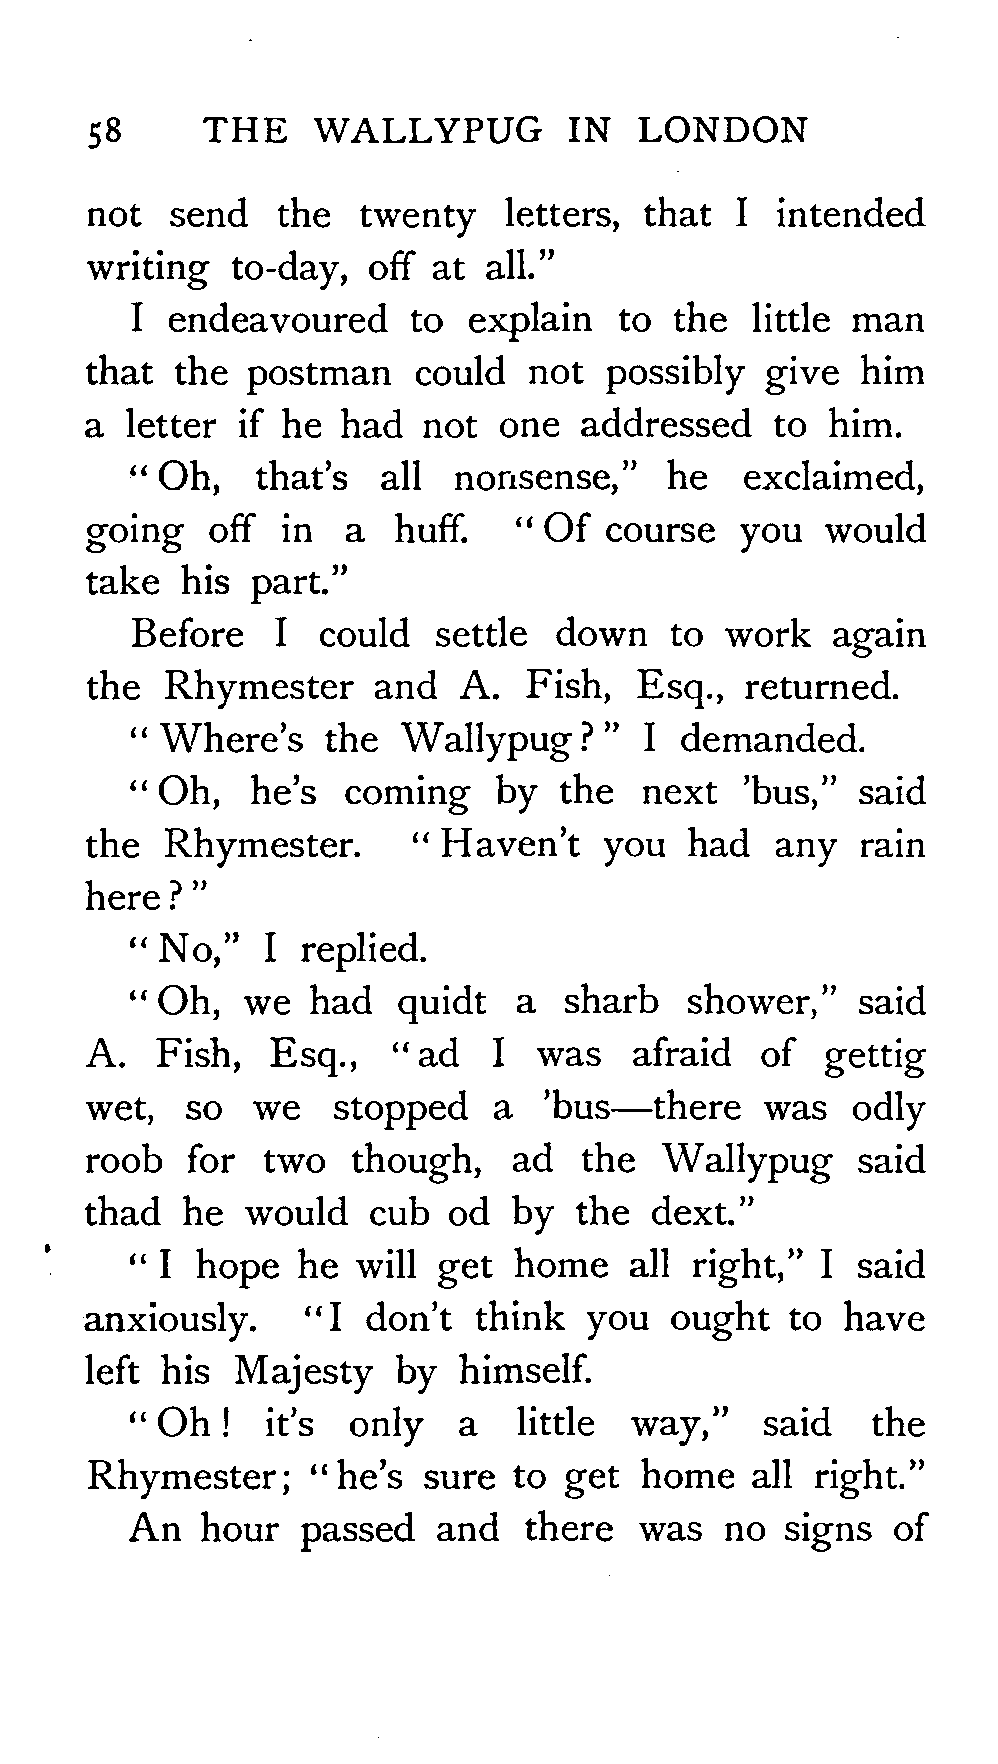 58 THE WALLYPUG IN LONDON
not send the twenty letters, that I intended
writing to-day, off at all.”
I endeavoured to explain to the little man
that the postman could not possibly give him
a letter if he had not one addressed to him.
“Oh, that’s all nonsense,” he exclaimed,
going off in a huff. “Of course you would
take his part.”
Before I could settle down to work again
the Rhymester and A. Fish, Esq., returned.
“Where’s the Wallypug?” I demanded.
“Oh, he’s coming by the next ’bus,” said
the Rhymester. “Haven’t you had any rain
here?”
“No,” I replied.
“Oh, we had quidt a sharb shower,” said
A. Fish, Esq., “ad I was afraid of gettig
wet, so we stopped a ’bus—there was odly
roob for two though, ad the Wallypug said
thad he would cub od by the dext.”
“I hope he will get home all right,” I said
anxiously. “I don’t think you ought to have
left his Majesty by himself.
“Oh! it’s only a little way,” said the
Rhymester; “he’s sure to get home all right.”
An hour passed and there was no signs of